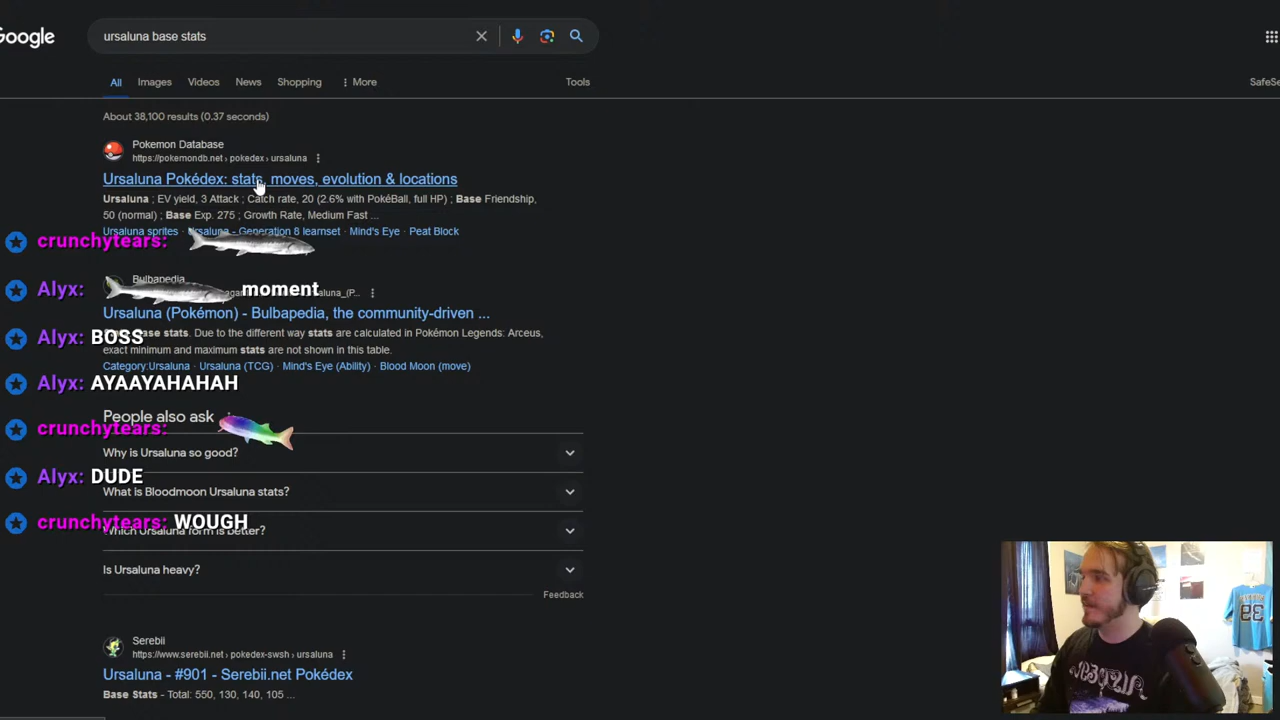 Google
ursaluna base stats
All Images Videos News Shopping More Tools
SafeSe
About 38,100 results (0.37 seconds)
Pokemon Database
https://pokemondb.net › pokedex › ursaluna
Ursaluna Pokédex: stats, moves, evolution & locations
Ursaluna ; EV yield, 3 Attack ; Catch rate, 20 (2.6% with PokéBall, full HP) ; Base Friendship,
50 (normal) ; Base Exp. 275 ; Growth Rate, Medium Fast ...
Ursaluna sprites · Ursaluna - Generation 8 learnset · Mind's Eye · Peat Block
crunchytears:
Bulbapedia
Alyx: moment
Ursaluna (Pokémon) - Bulbapedia, the community-driven ...
Base stats. Due to the different way stats are calculated in Pokémon Legends: Arceus,
Alyx: BOSS
exact minimum and maximum stats are not shown in this table.
Category:Ursaluna · Ursaluna (TCG) · Mind's Eye (Ability) · Blood Moon (move)
Alyx: AYAAYAHAHAH
People also ask
crunchytears:
Why is Ursaluna so good?
Alyx: DUDE
What is Bloodmoon Ursaluna stats?
crunchytears: WOUGH
Which Ursaluna form is better?
Is Ursaluna heavy?
Feedback
Serebii
https://www.serebii.net › pokedex-swsh › ursaluna
Ursaluna - #901 - Serebii.net Pokédex
Base Stats - Total: 550, 130, 140, 105 ...
23